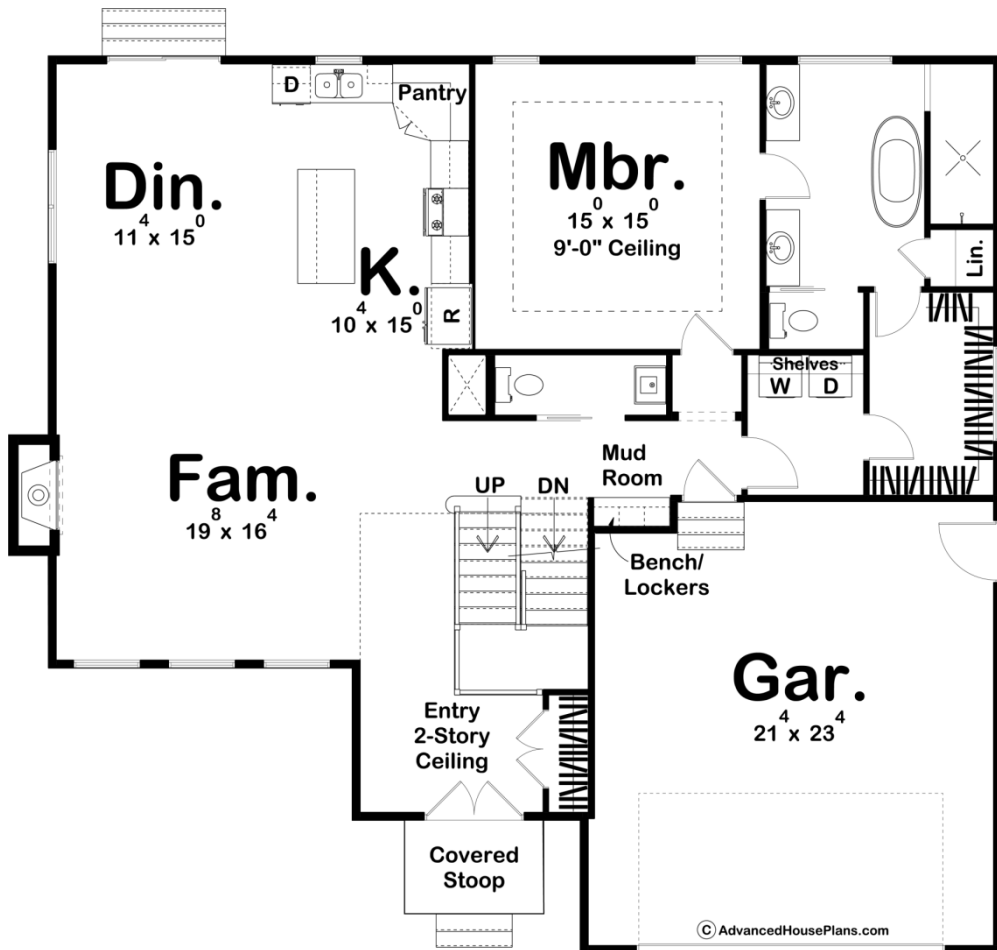 D
Pantry
Din.
11⁴ x 15⁰
K.
10⁴ x 15⁰
R
Mbr.
15⁰ x 15⁰
9'-0" Ceiling
Lin.
Shelves
W
D
Fam.
19⁸ x 16⁴
UP
DN
Mud
Room
Bench/
Lockers
Entry
2-Story
Ceiling
Gar.
21⁴ x 23⁴
Covered
Stoop
© AdvancedHousePlans.com